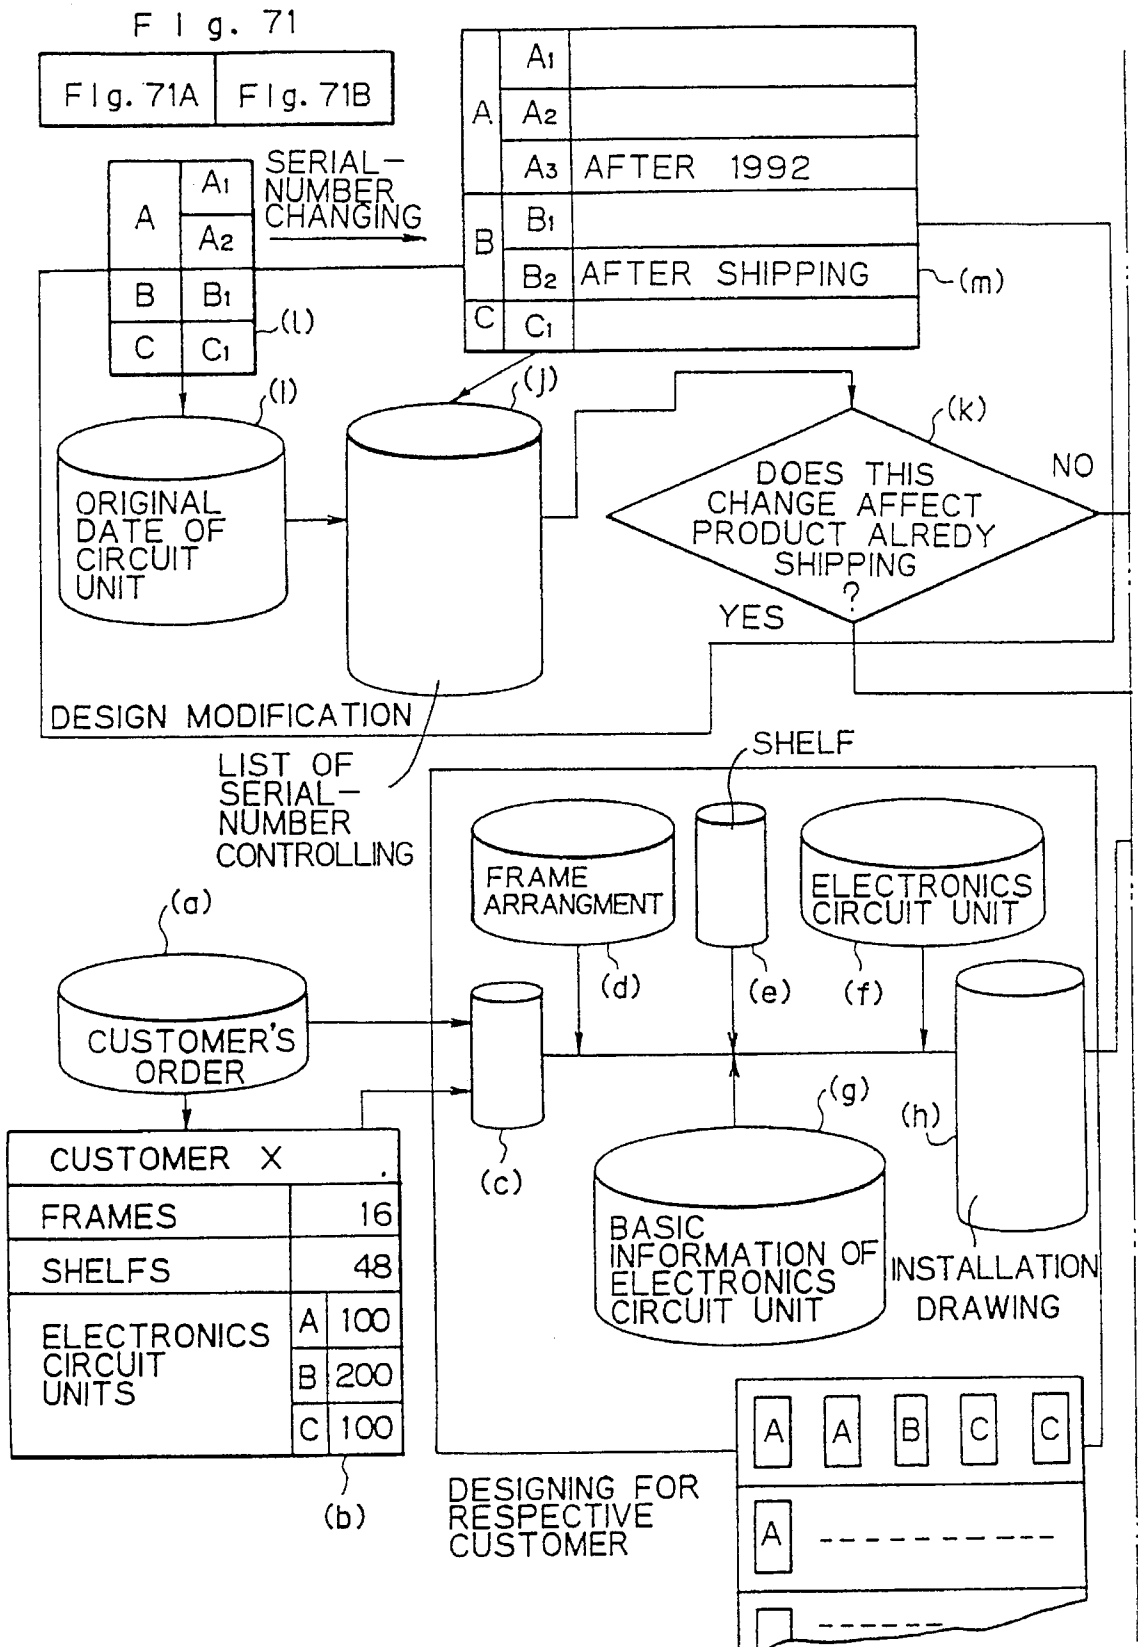 FIg. 71
FIg. 71A FIg. 71B
A A1
A2
B B1
C C1
(l)
SERIAL-
NUMBER
CHANGING
A A1
A2
A3 AFTER 1992
B B1
B2 AFTER SHIPPING
C C1
(m)
(i)
ORIGINAL
DATE OF
CIRCUIT
UNIT
(j)
(k)
DOES THIS
CHANGE AFFECT
PRODUCT ALREDY
SHIPPING
?
NO
YES
DESIGN MODIFICATION
LIST OF
SERIAL-
NUMBER
CONTROLLING
SHELF
FRAME
ARRANGMENT
(d)
(e)
ELECTRONICS
CIRCUIT UNIT
(f)
(a)
CUSTOMER'S
ORDER
(c)
(g)
BASIC
INFORMATION OF
ELECTRONICS
CIRCUIT UNIT
(h)
INSTALLATION
DRAWING
CUSTOMER X
FRAMES 16
SHELFS 48
ELECTRONICS
CIRCUIT
UNITS
A 100
B 200
C 100
(b)
DESIGNING FOR
RESPECTIVE
CUSTOMER
A A B C C
A